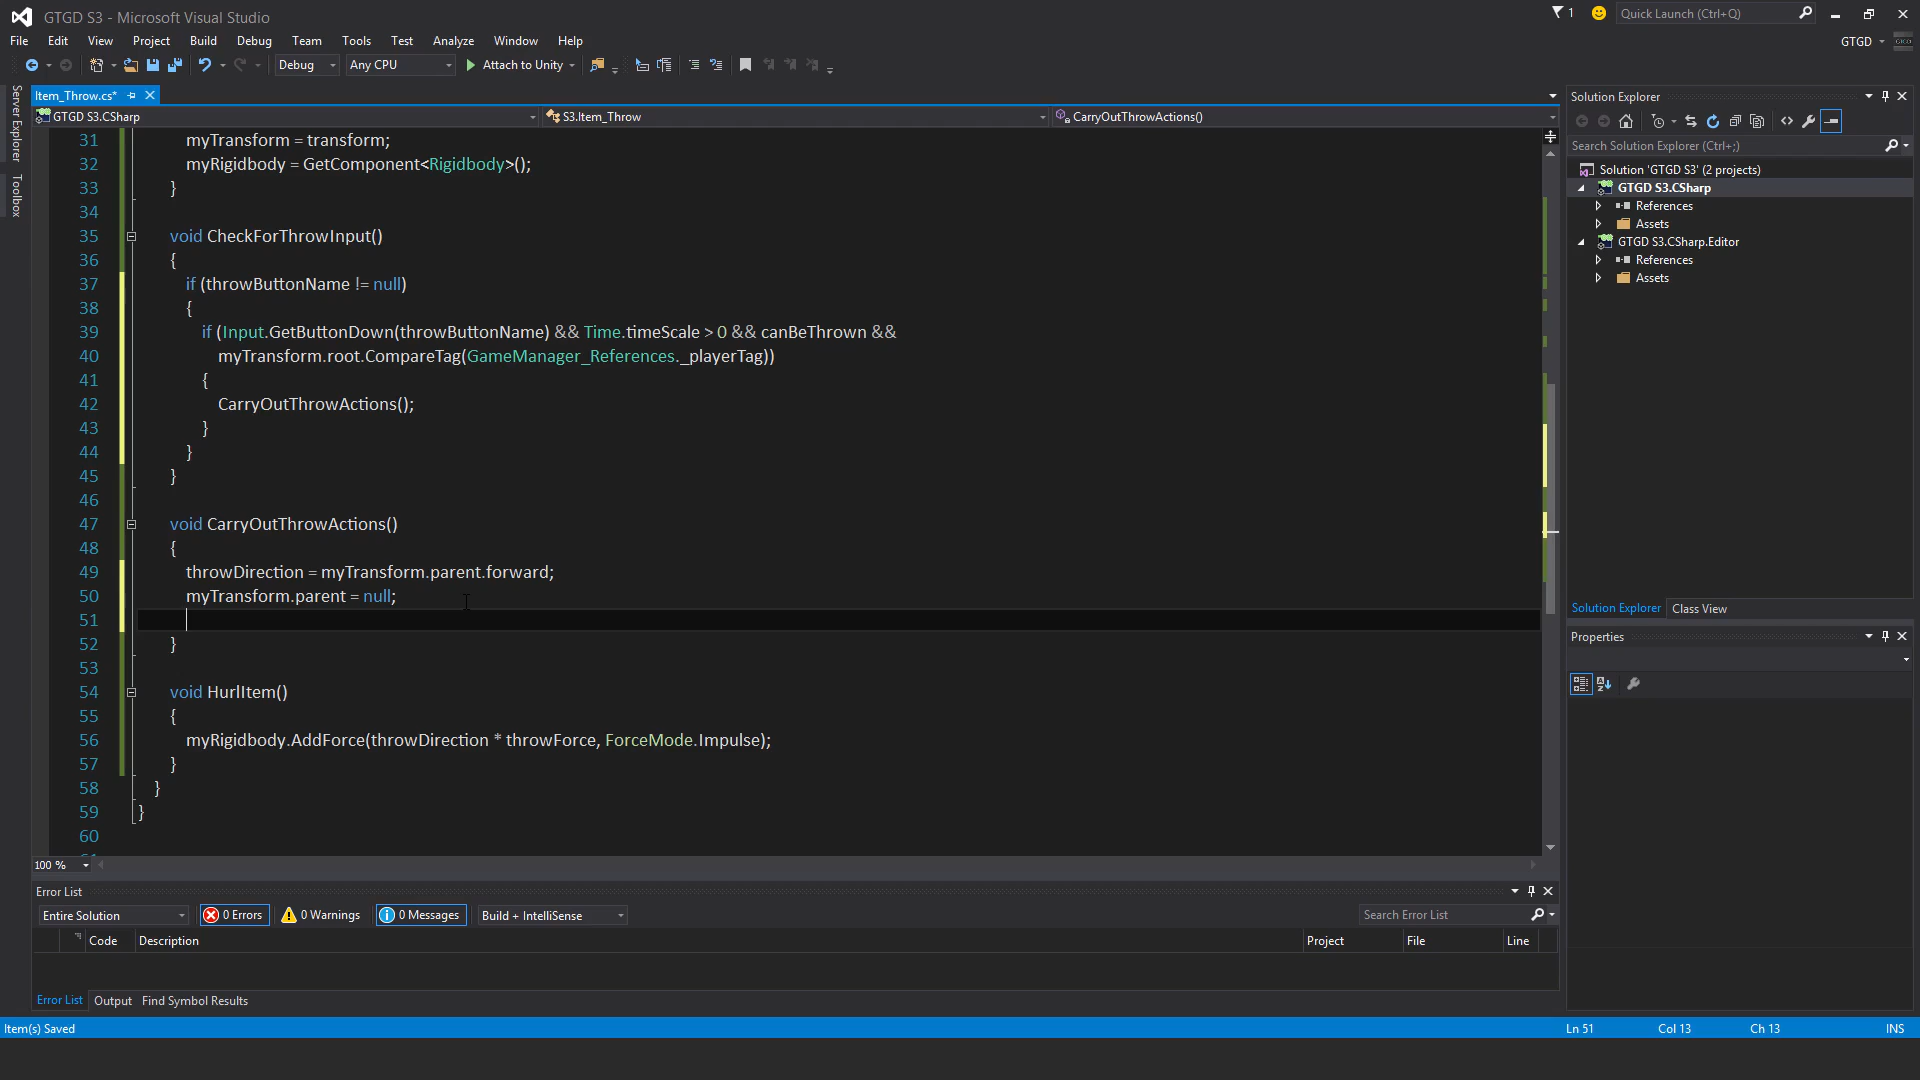 GTGD S3 - Microsoft Visual Studio
1
Quick Launch (Ctrl+Q)
File Edit View Project Build Debug Team Tools Test Analyze Window Help
GTGD
Debug Any CPU Attach to Unity
Server Explorer
Toolbox
Item_Throw.cs*
GTGD S3.CSharp S3.Item_Throw CarryOutThrowActions()
31 myTransform = transform;
32 myRigidbody = GetComponent<Rigidbody>();
33 }
34
35 void CheckForThrowInput()
36 {
37 if (throwButtonName != null)
38 {
39 if (Input.GetButtonDown(throwButtonName) && Time.timeScale > 0 && canBeThrown &&
40 myTransform.root.CompareTag(GameManager_References._playerTag))
41 {
42 CarryOutThrowActions();
43 }
44 }
45 }
46
47 void CarryOutThrowActions()
48 {
49 throwDirection = myTransform.parent.forward;
50 myTransform.parent = null;
51
52 }
53
54 void HurlItem()
55 {
56 myRigidbody.AddForce(throwDirection * throwForce, ForceMode.Impulse);
57 }
58 }
59 }
60
100 %
Solution Explorer
Search Solution Explorer (Ctrl+;)
Solution 'GTGD S3' (2 projects)
GTGD S3.CSharp
References
Assets
GTGD S3.CSharp.Editor
References
Assets
Solution Explorer Class View
Properties
Error List
Entire Solution 0 Errors 0 Warnings 0 Messages Build + IntelliSense Search Error List
Code Description Project File Line
Error List Output Find Symbol Results
Item(s) Saved Ln 51 Col 13 Ch 13 INS